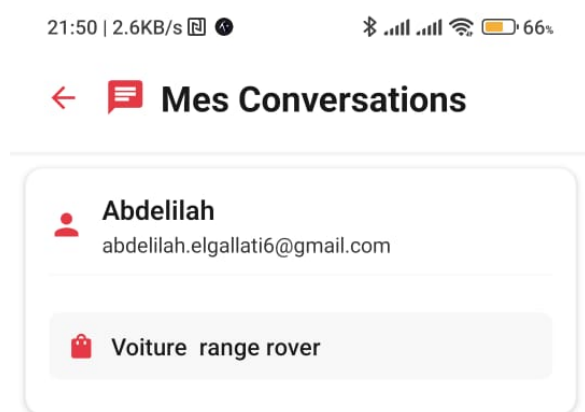 21:50 | 2.6KB/s 66%
Mes Conversations
Abdelilah
abdelilah.elgallati6@gmail.com
Voiture range rover